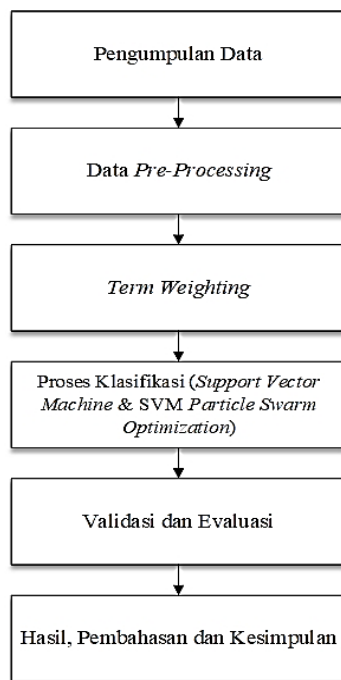 Pengumpulan Data
Data Pre-Processing
Term Weighting
Proses Klasifikasi (Support Vector
Machine & SVM Particle Swarm
Optimization)
Validasi dan Evaluasi
Hasil, Pembahasan dan Kesimpulan